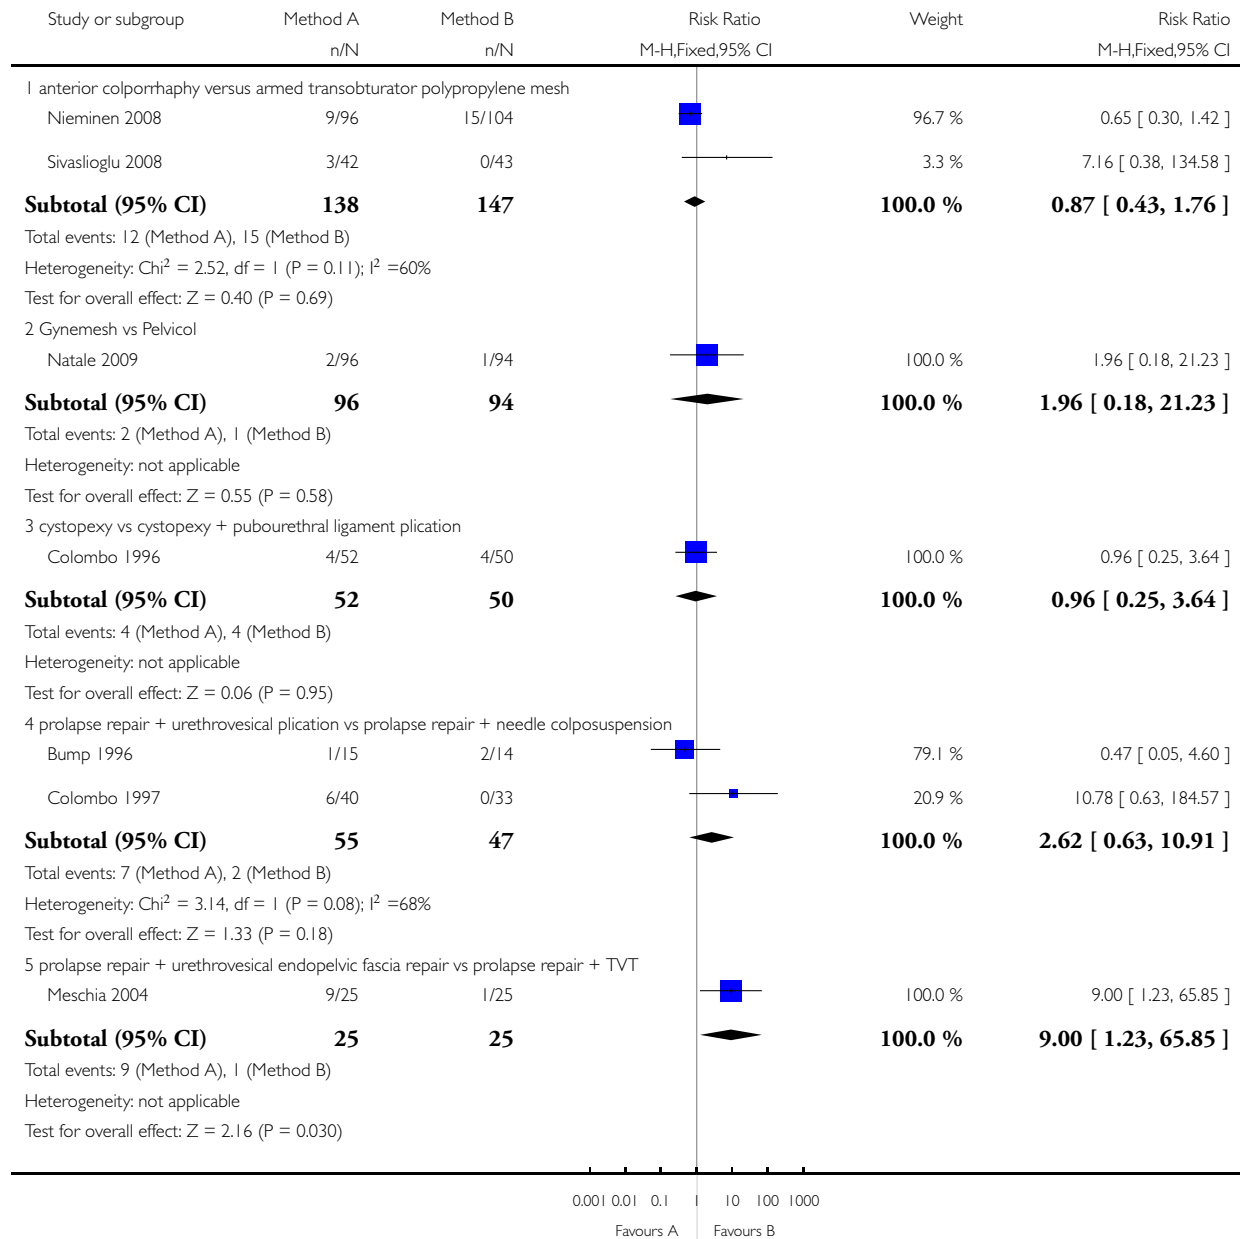 Study or subgroup Method A Method B Risk Ratio Weight Risk Ratio
n/N n/N M-H,Fixed,95% CI M-H,Fixed,95% CI
1 anterior colporrhaphy versus armed transobturator polypropylene mesh
Nieminen 2008 9/96 15/104 96.7 % 0.65 [ 0.30, 1.42 ]
Sivaslioglu 2008 3/42 0/43 3.3 % 7.16 [ 0.38, 134.58 ]
Subtotal (95% CI) 138 147 100.0 % 0.87 [ 0.43, 1.76 ]
Total events: 12 (Method A), 15 (Method B)
Heterogeneity: Chi² = 2.52, df = 1 (P = 0.11); I² =60%
Test for overall effect: Z = 0.40 (P = 0.69)
2 Gynemesh vs Pelvicol
Natale 2009 2/96 1/94 100.0 % 1.96 [ 0.18, 21.23 ]
Subtotal (95% CI) 96 94 100.0 % 1.96 [ 0.18, 21.23 ]
Total events: 2 (Method A), 1 (Method B)
Heterogeneity: not applicable
Test for overall effect: Z = 0.55 (P = 0.58)
3 cystopexy vs cystopexy + pubourethral ligament plication
Colombo 1996 4/52 4/50 100.0 % 0.96 [ 0.25, 3.64 ]
Subtotal (95% CI) 52 50 100.0 % 0.96 [ 0.25, 3.64 ]
Total events: 4 (Method A), 4 (Method B)
Heterogeneity: not applicable
Test for overall effect: Z = 0.06 (P = 0.95)
4 prolapse repair + urethrovesical plication vs prolapse repair + needle colposuspension
Bump 1996 1/15 2/14 79.1 % 0.47 [ 0.05, 4.60 ]
Colombo 1997 6/40 0/33 20.9 % 10.78 [ 0.63, 184.57 ]
Subtotal (95% CI) 55 47 100.0 % 2.62 [ 0.63, 10.91 ]
Total events: 7 (Method A), 2 (Method B)
Heterogeneity: Chi² = 3.14, df = 1 (P = 0.08); I² =68%
Test for overall effect: Z = 1.33 (P = 0.18)
5 prolapse repair + urethrovesical endopelvic fascia repair vs prolapse repair + TVT
Meschia 2004 9/25 1/25 100.0 % 9.00 [ 1.23, 65.85 ]
Subtotal (95% CI) 25 25 100.0 % 9.00 [ 1.23, 65.85 ]
Total events: 9 (Method A), 1 (Method B)
Heterogeneity: not applicable
Test for overall effect: Z = 2.16 (P = 0.030)
0.001 0.01 0.1 1 10 100 1000
Favours A Favours B